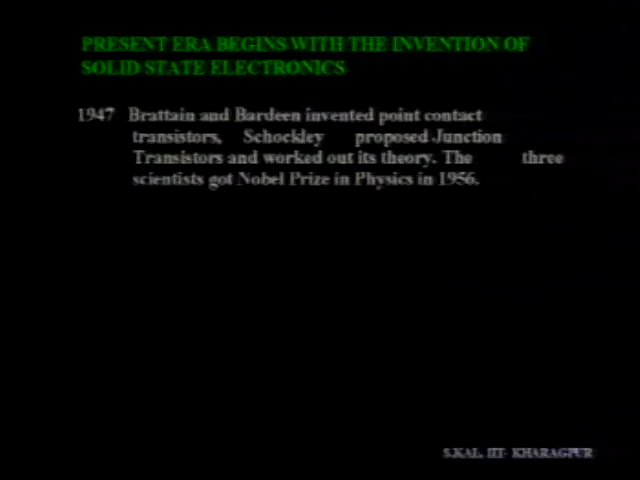 PRESENT ERA BEGINS WITH THE INVENTION OF
SOLID STATE ELECTRONICS
1947 Brattain and Bardeen invented point contact
transistors, Schockley proposed Junction
Transistors and worked out its theory. The three
scientists got Nobel Prize in Physics in 1956.
S.KAL, IIT- KHARAGPUR